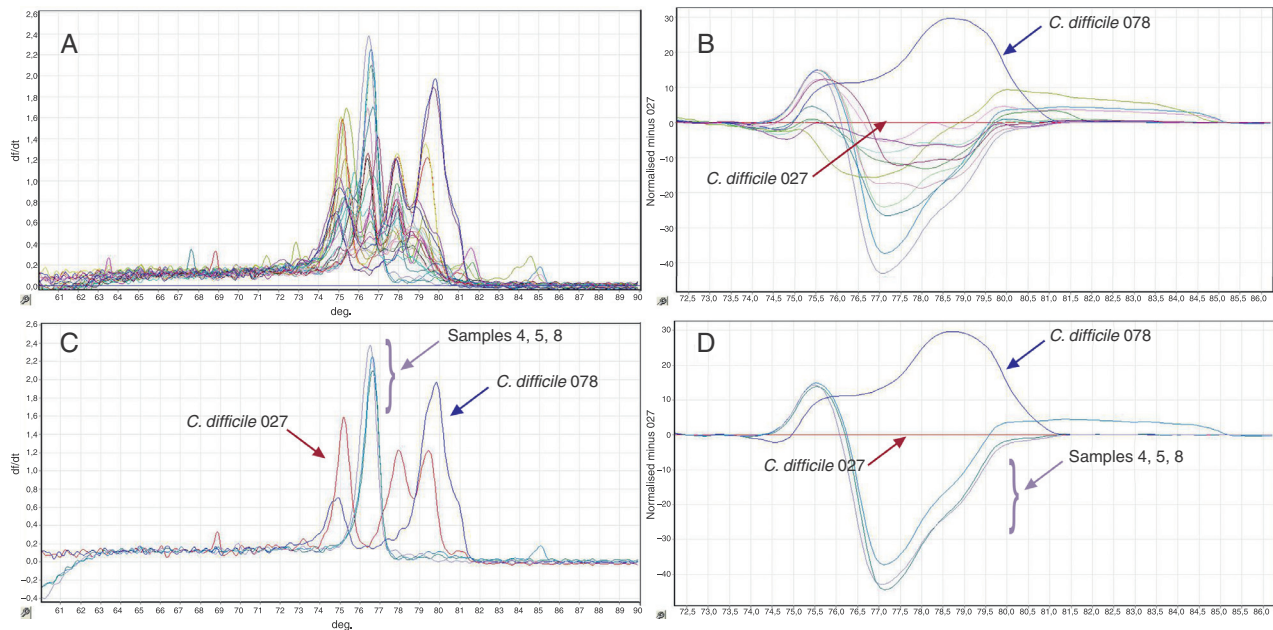 A
df/dt
2,6
2,4
2,2
2,0
1,8
1,6
1,4
1,2
1,0
0,8
0,6
0,4
0,2
0,0
61 62 63 64 65 66 67 68 69 70 71 72 73 74 75 76 77 78 79 80 81 82 83 84 85 86 87 88 89 90
deg.
B
Normalised minus 027
30
20
10
0
−10
−20
−30
−40
C. difficile 078
C. difficile 027
72,5 73,0 73,5 74,0 74,5 75,0 75,5 76,0 76,5 77,0 77,5 78,0 78,5 79,0 79,5 80,0 80,5 81,0 81,5 82,0 82,5 83,0 83,5 84,0 84,5 85,0 85,5 86,0
C
df/dt
2,6
2,4
2,2
2,0
1,8
1,6
1,4
1,2
1,0
0,8
0,6
0,4
0,2
0,0
−0,2
−0,4
Samples 4, 5, 8
C. difficile 078
C. difficile 027
61 62 63 64 65 66 67 68 69 70 71 72 73 74 75 76 77 78 79 80 81 82 83 84 85 86 87 88 89 90
deg.
D
Normalised minus 027
30
20
10
0
−10
−20
−30
−40
C. difficile 078
C. difficile 027
Samples 4, 5, 8
72,5 73,0 73,5 74,0 74,5 75,0 75,5 76,0 76,5 77,0 77,5 78,0 78,5 79,0 79,5 80,0 80,5 81,0 81,5 82,0 82,5 83,0 83,5 84,0 84,5 85,0 85,5 86,0